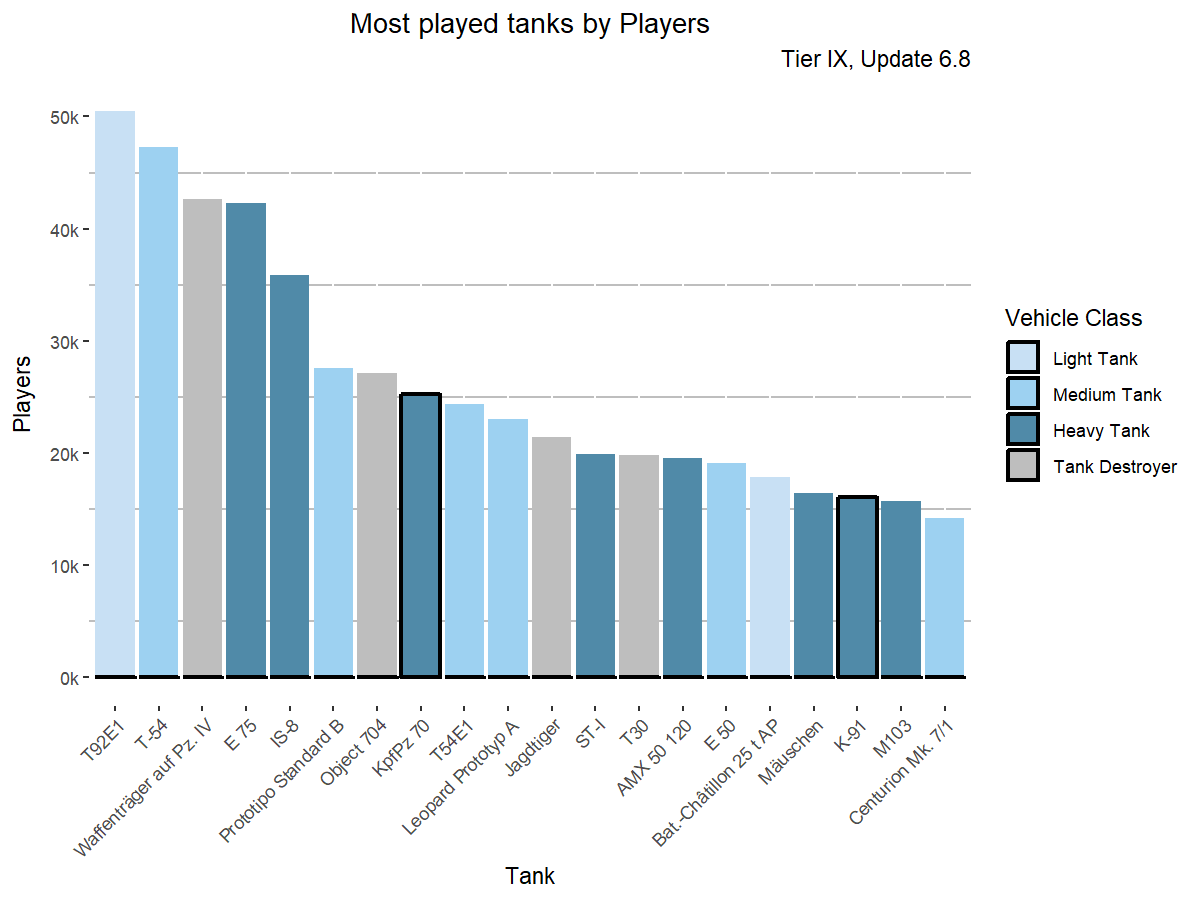 Most played tanks by Players
Tier IX, Update 6.8
50k
40k
30k
20k
10k
0k
Players
T92E1
T-54
Waffenträger auf Pz. IV
E 75
IS-8
Prototipo Standard B
Object 704
KpfPz 70
T54E1
Leopard Prototyp A
Jagdtiger
ST-I
T30
AMX 50 120
E 50
Bat.-Châtillon 25 t AP
Mäuschen
K-91
M103
Centurion Mk. 7/1
Tank
Vehicle Class
Light Tank
Medium Tank
Heavy Tank
Tank Destroyer